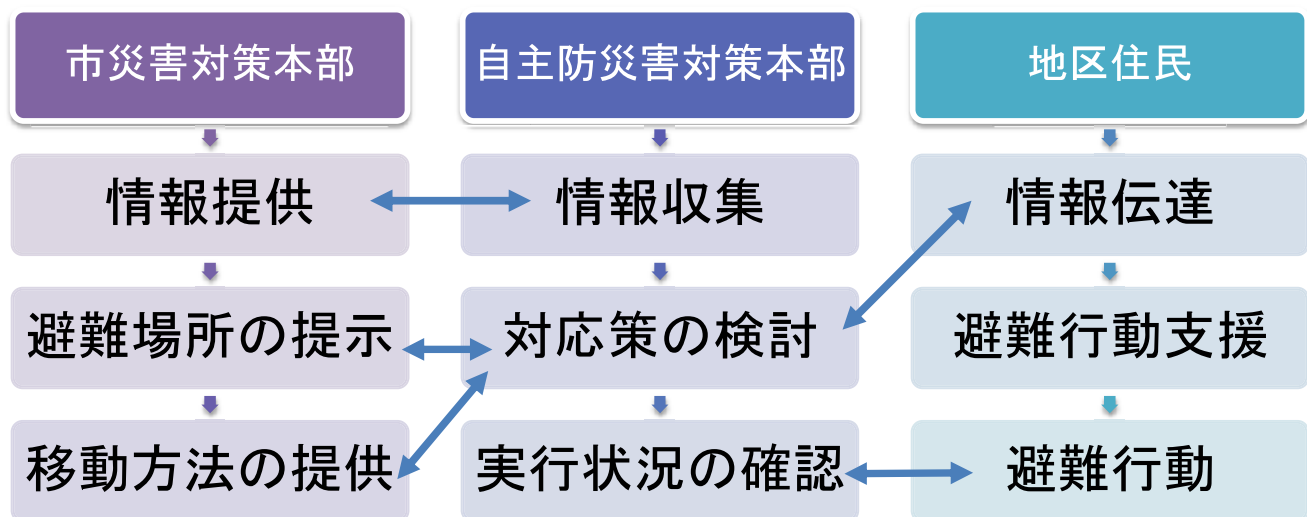 市災害対策本部
自主防災害対策本部
地区住民
情報提供
情報収集
情報伝達
避難場所の提示
対応策の検討
避難行動支援
移動方法の提供
実行状況の確認
避難行動